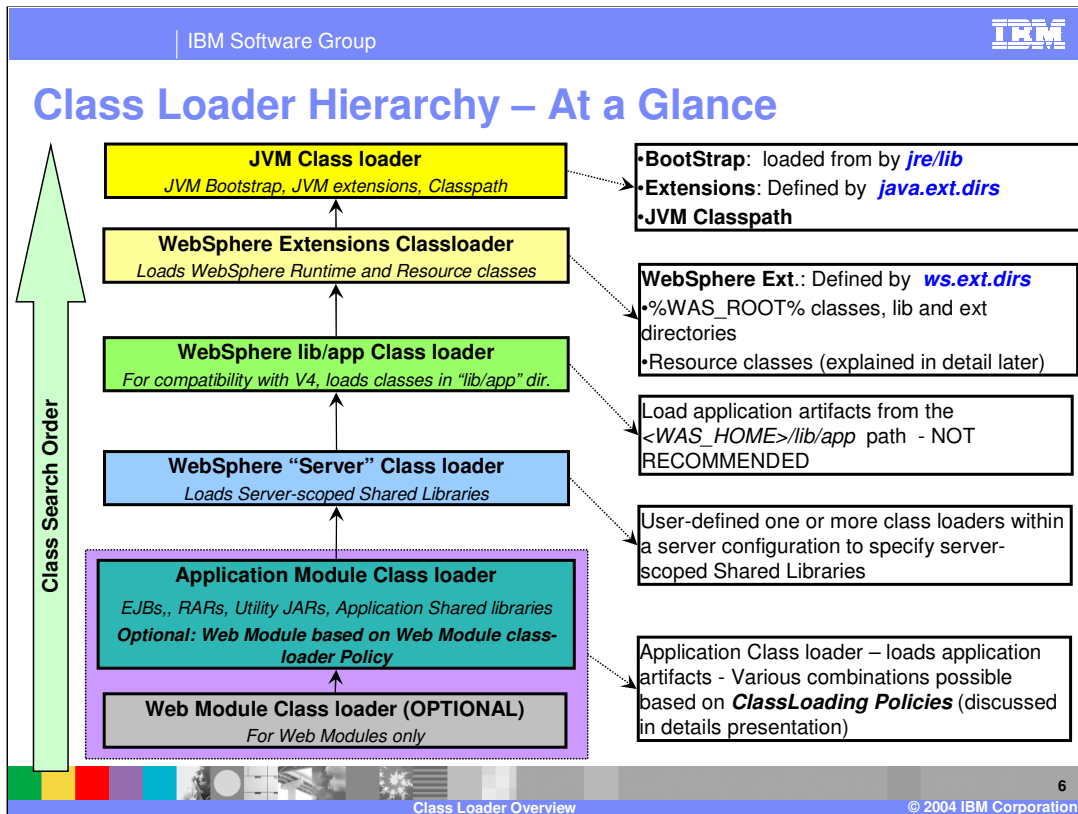 IBM Software Group
IBM
Class Loader Hierarchy – At a Glance
Class Search Order
JVM Class loader
JVM Bootstrap, JVM extensions, Classpath
WebSphere Extensions Classloader
Loads WebSphere Runtime and Resource classes
WebSphere lib/app Class loader
For compatibility with V4, loads classes in “lib/app” dir.
WebSphere “Server” Class loader
Loads Server-scoped Shared Libraries
Application Module Class loader
EJBs,, RARs, Utility JARs, Application Shared libraries
Optional: Web Module based on Web Module class-
loader Policy
Web Module Class loader (OPTIONAL)
For Web Modules only
•BootStrap: loaded from by jre/lib
•Extensions: Defined by java.ext.dirs
•JVM Classpath
WebSphere Ext.: Defined by ws.ext.dirs
•%WAS_ROOT% classes, lib and ext
directories
•Resource classes (explained in detail later)
Load application artifacts from the
<WAS_HOME>/lib/app path - NOT
RECOMMENDED
User-defined one or more class loaders within
a server configuration to specify server-
scoped Shared Libraries
Application Class loader – loads application
artifacts - Various combinations possible
based on ClassLoading Policies (discussed
in details presentation)
6
Class Loader Overview
© 2004 IBM Corporation